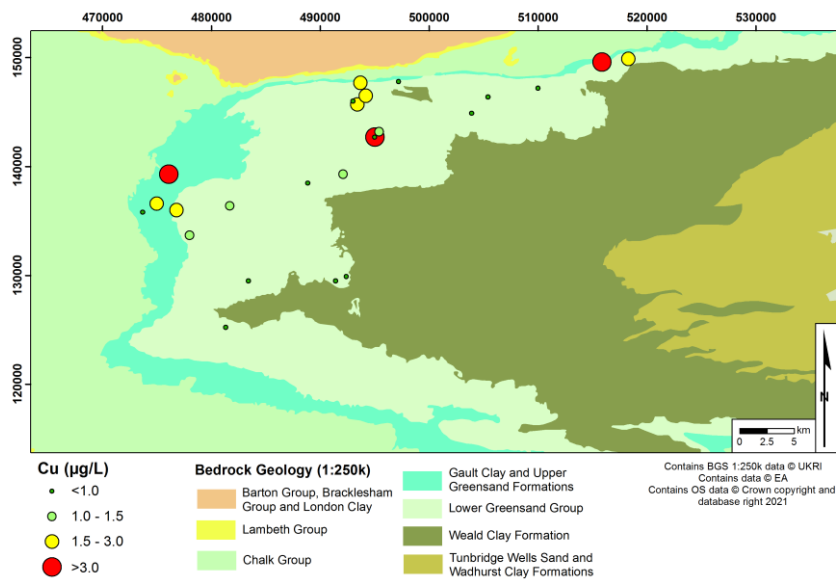 470000 480000 490000 500000 510000 520000 530000
150000
140000
130000
120000
N
km
0 2.5 5
Cu (µg/L)
<1.0
1.0 - 1.5
1.5 - 3.0
>3.0
Bedrock Geology (1:250k)
Barton Group, Bracklesham
Group and London Clay
Lambeth Group
Chalk Group
Gault Clay and Upper
Greensand Formations
Lower Greensand Group
Weald Clay Formation
Tunbridge Wells Sand and
Wadhurst Clay Formations
Contains BGS 1:250k data © UKRI
Contains data © EA
Contains OS data © Crown copyright and
database right 2021